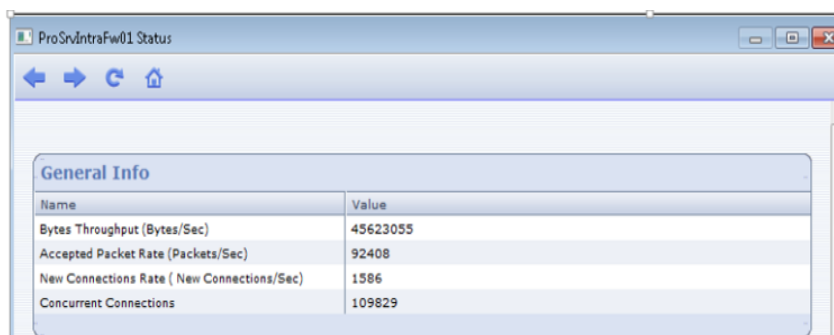 ProSrvIntraFw01 Status
General Info
Name Value
Bytes Throughput (Bytes/Sec) 45623055
Accepted Packet Rate (Packets/Sec) 92408
New Connections Rate ( New Connections/Sec) 1586
Concurrent Connections 109829